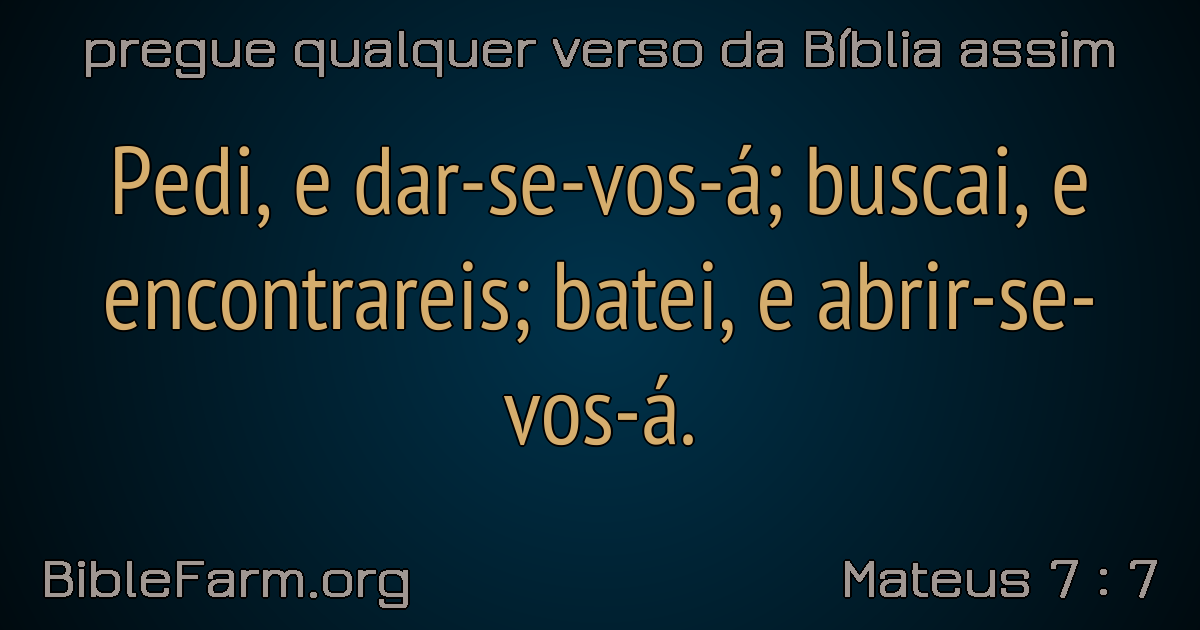 pregue qualquer verso da Bíblia assim
Pedi, e dar-se-vos-á; buscai, e
encontrareis; batei, e abrir-se-
vos-á.
BibleFarm.org
Mateus 7 : 7